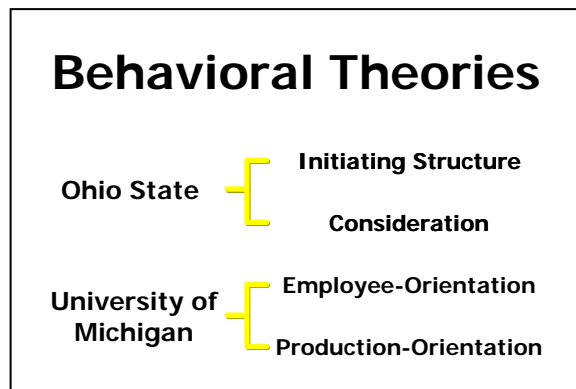 Behavioral Theories
Ohio State
Initiating Structure
Consideration
University of
Michigan
Employee-Orientation
Production-Orientation